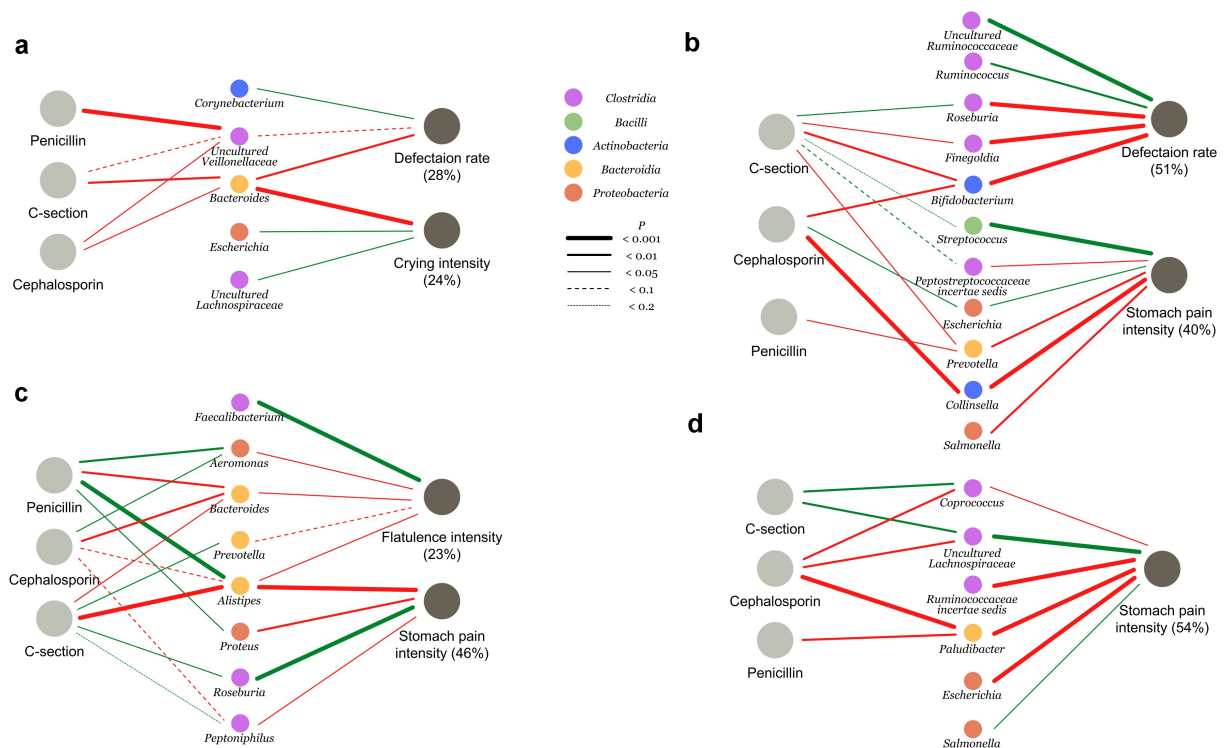 a
Penicillin
C-section
Cephalosporin
Corynebacterium
Uncultured
Veillonellaceae
Bacteroides
Escherichia
Uncultured
Lachnospiraceae
Defectaion rate
(28%)
Crying intensity
(24%)
Clostridia
Bacilli
Actinobacteria
Bacteroidia
Proteobacteria
P
< 0.001
< 0.01
< 0.05
< 0.1
< 0.2
b
C-section
Cephalosporin
Penicillin
Uncultured
Ruminococcaceae
Ruminococcus
Roseburia
Finegoldia
Bifidobacterium
Streptococcus
Peptostreptococcaceae
incertae sedis
Escherichia
Prevotella
Collinsella
Salmonella
Defectaion rate
(51%)
Stomach pain
intensity (40%)
c
Penicillin
Cephalosporin
C-section
Faecalibacterium
Aeromonas
Bacteroides
Prevotella
Alistipes
Proteus
Roseburia
Peptoniphilus
Flatulence intensity
(23%)
Stomach pain
intensity (46%)
d
C-section
Cephalosporin
Penicillin
Coprococcus
Uncultured
Lachnospiraceae
Ruminococcaceae
incertae sedis
Paludibacter
Escherichia
Salmonella
Stomach pain
intensity (54%)